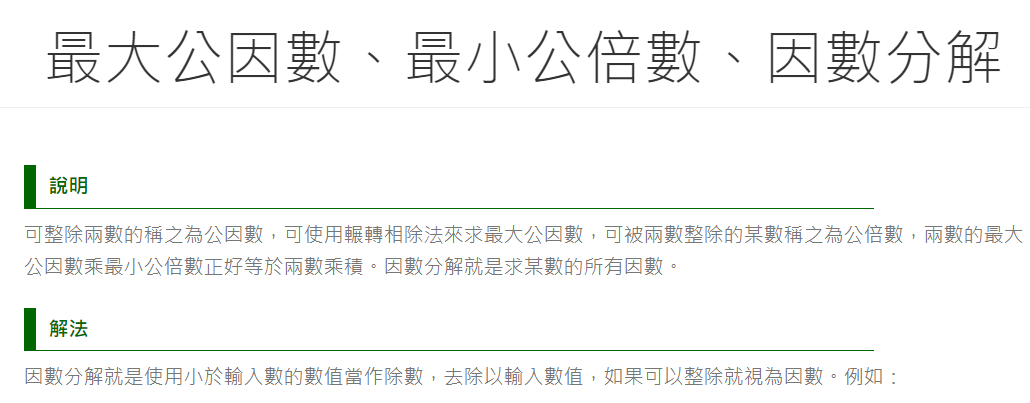 最大公因數、最小公倍數、因數分解
說明
可整除兩數的稱之為公因數，可使用輾轉相除法來求最大公因數，可被兩數整除的某數稱之為公倍數，兩數的最大
公因數乘最小公倍數正好等於兩數乘積。因數分解就是求某數的所有因數。
解法
因數分解就是使用小於輸入數的數值當作除數，去除以輸入數值，如果可以整除就視為因數。例如：